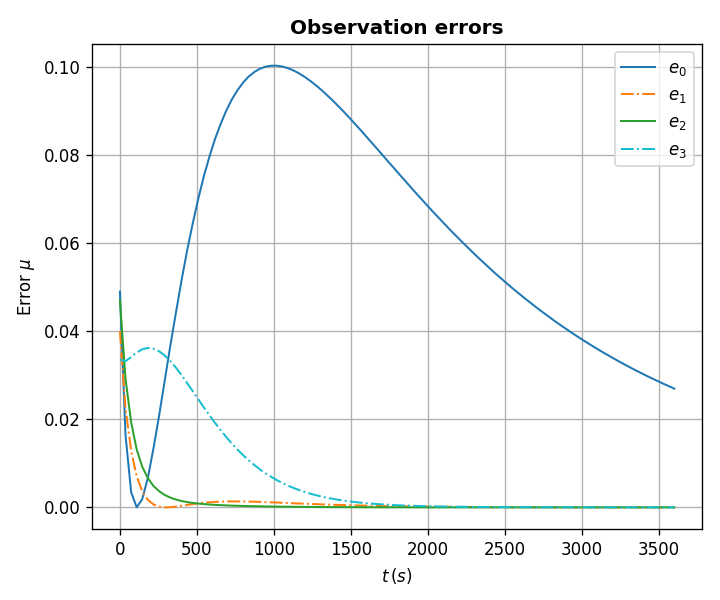 Observation errors
e₀
e₁
e₂
e₃
0.10
0.08
0.06
0.04
0.02
0.00
Error μ
0 500 1000 1500 2000 2500 3000 3500
t (s)